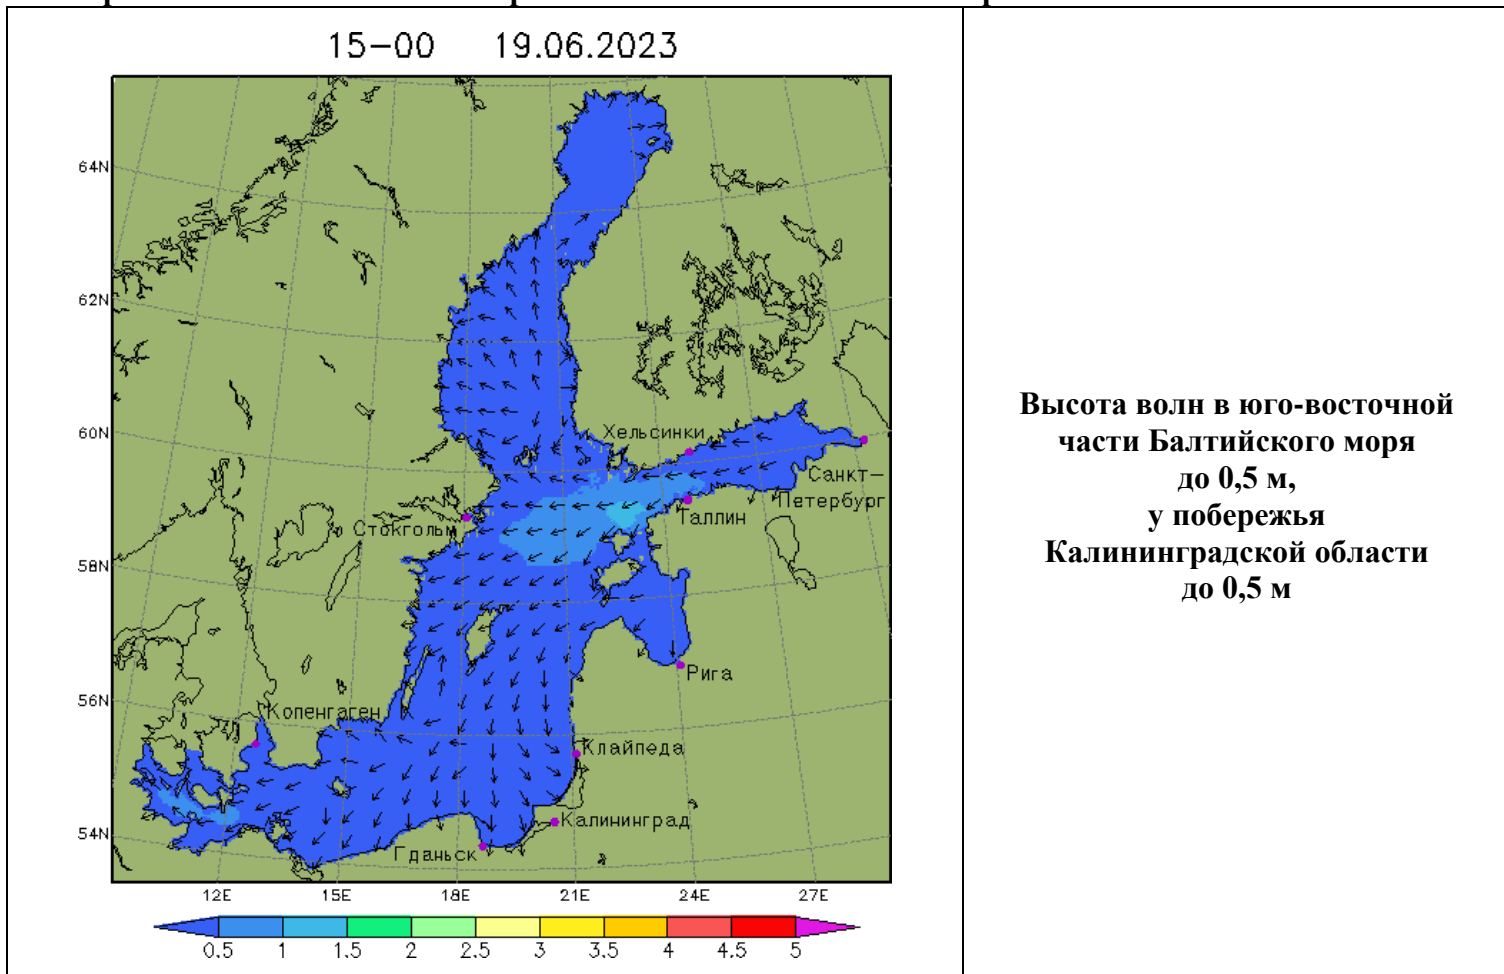 15-00 19.06.2023
64N
62N
60N
58N
56N
54N
Хельсинки
Санкт-
Петербург
Таллин
Стокгольм
Рига
Копенгаген
Клайпеда
Калининград
Гданьск
12E 15E 18E 21E 24E 27E
0.5 1 1.5 2 2.5 3 3.5 4 4.5 5
Высота волн в юго-восточной
части Балтийского моря
до 0,5 м,
у побережья
Калининградской области
до 0,5 м